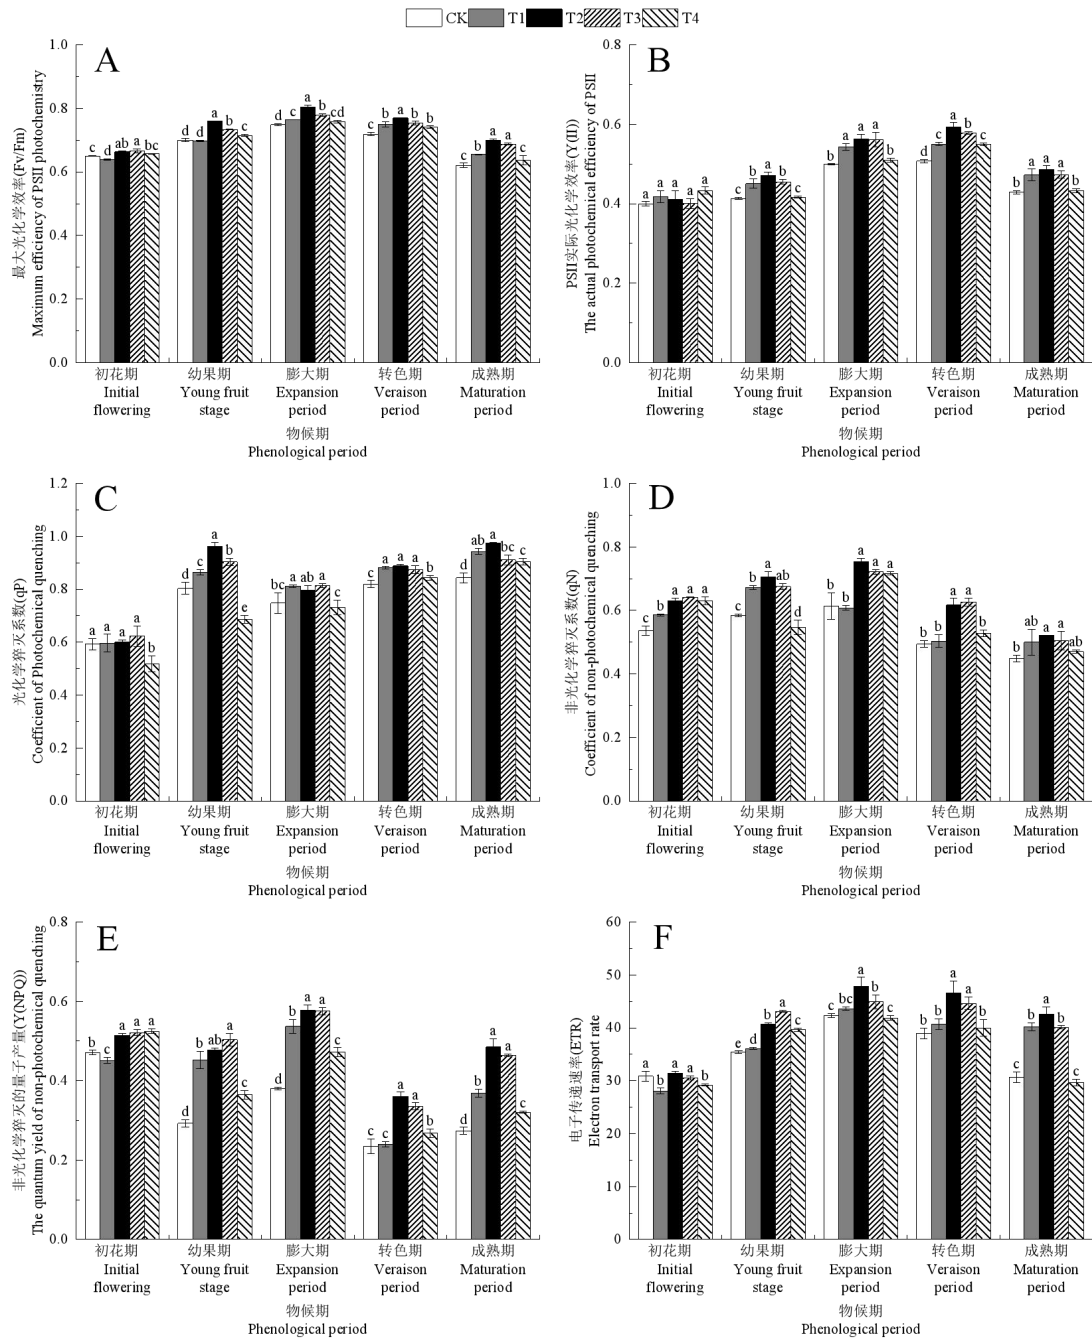 CK T1 T2 T3 T4
A
最大光化学效率(Fv/Fm)
Maximum efficiency of PSII photochemistry
1.0
0.8
0.6
0.4
0.2
0.0
c d ab a bc
d d a b c
d c a b cd
c b a b b
c b a a c
初花期 幼果期 膨大期 转色期 成熟期
Initial Young fruit Expansion Veraison Maturation
flowering stage period period period
物候期
Phenological period
B
PSII实际光化学效率(Y(II))
The actual photochemical efficiency of PSII
0.8
0.6
0.4
0.2
0.0
a a a a a
c b a b c
b a a a b
d c a b c
b a a a b
初花期 幼果期 膨大期 转色期 成熟期
Initial Young fruit Expansion Veraison Maturation
flowering stage period period period
物候期
Phenological period
C
光化学猝灭系数(qP)
Coefficient of Photochemical quenching
1.2
1.0
0.8
0.6
0.4
0.2
0.0
a a a a b
d c a b e
bc a ab a c
c a a a b
d ab a bc c
初花期 幼果期 膨大期 转色期 成熟期
Initial Young fruit Expansion Veraison Maturation
flowering stage period period period
物候期
Phenological period
D
非光化学猝灭系数(qN)
Coefficient of non-photochemical quenching
1.0
0.8
0.6
0.4
0.2
0.0
c b a a a
c b a ab d
b b a a a
b b a a b
b ab a a ab
初花期 幼果期 膨大期 转色期 成熟期
Initial Young fruit Expansion Veraison Maturation
flowering stage period period period
物候期
Phenological period
E
非光化学猝灭的量子产量(Y(NPQ))
The quantum yield of non-photochemical quenching
0.8
0.6
0.4
0.2
0.0
b c a a a
d b ab a c
d b a a c
c c a a b
d b a a c
初花期 幼果期 膨大期 转色期 成熟期
Initial Young fruit Expansion Veraison Maturation
flowering stage period period period
物候期
Phenological period
F
电子传递速率(ETR)
Electron transport rate
60
50
40
30
20
10
0
a b a a b
e d b a c
c bc a b c
b b a a b
c b a b c
初花期 幼果期 膨大期 转色期 成熟期
Initial Young fruit Expansion Veraison Maturation
flowering stage period period period
物候期
Phenological period